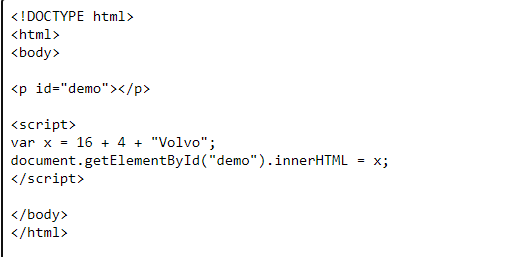 <!DOCTYPE html>
<html>
<body>
<p id="demo"></p>
<script>
var x = 16 + 4 + "Volvo";
document.getElementById("demo").innerHTML = x;
</script>
</body>
</html>